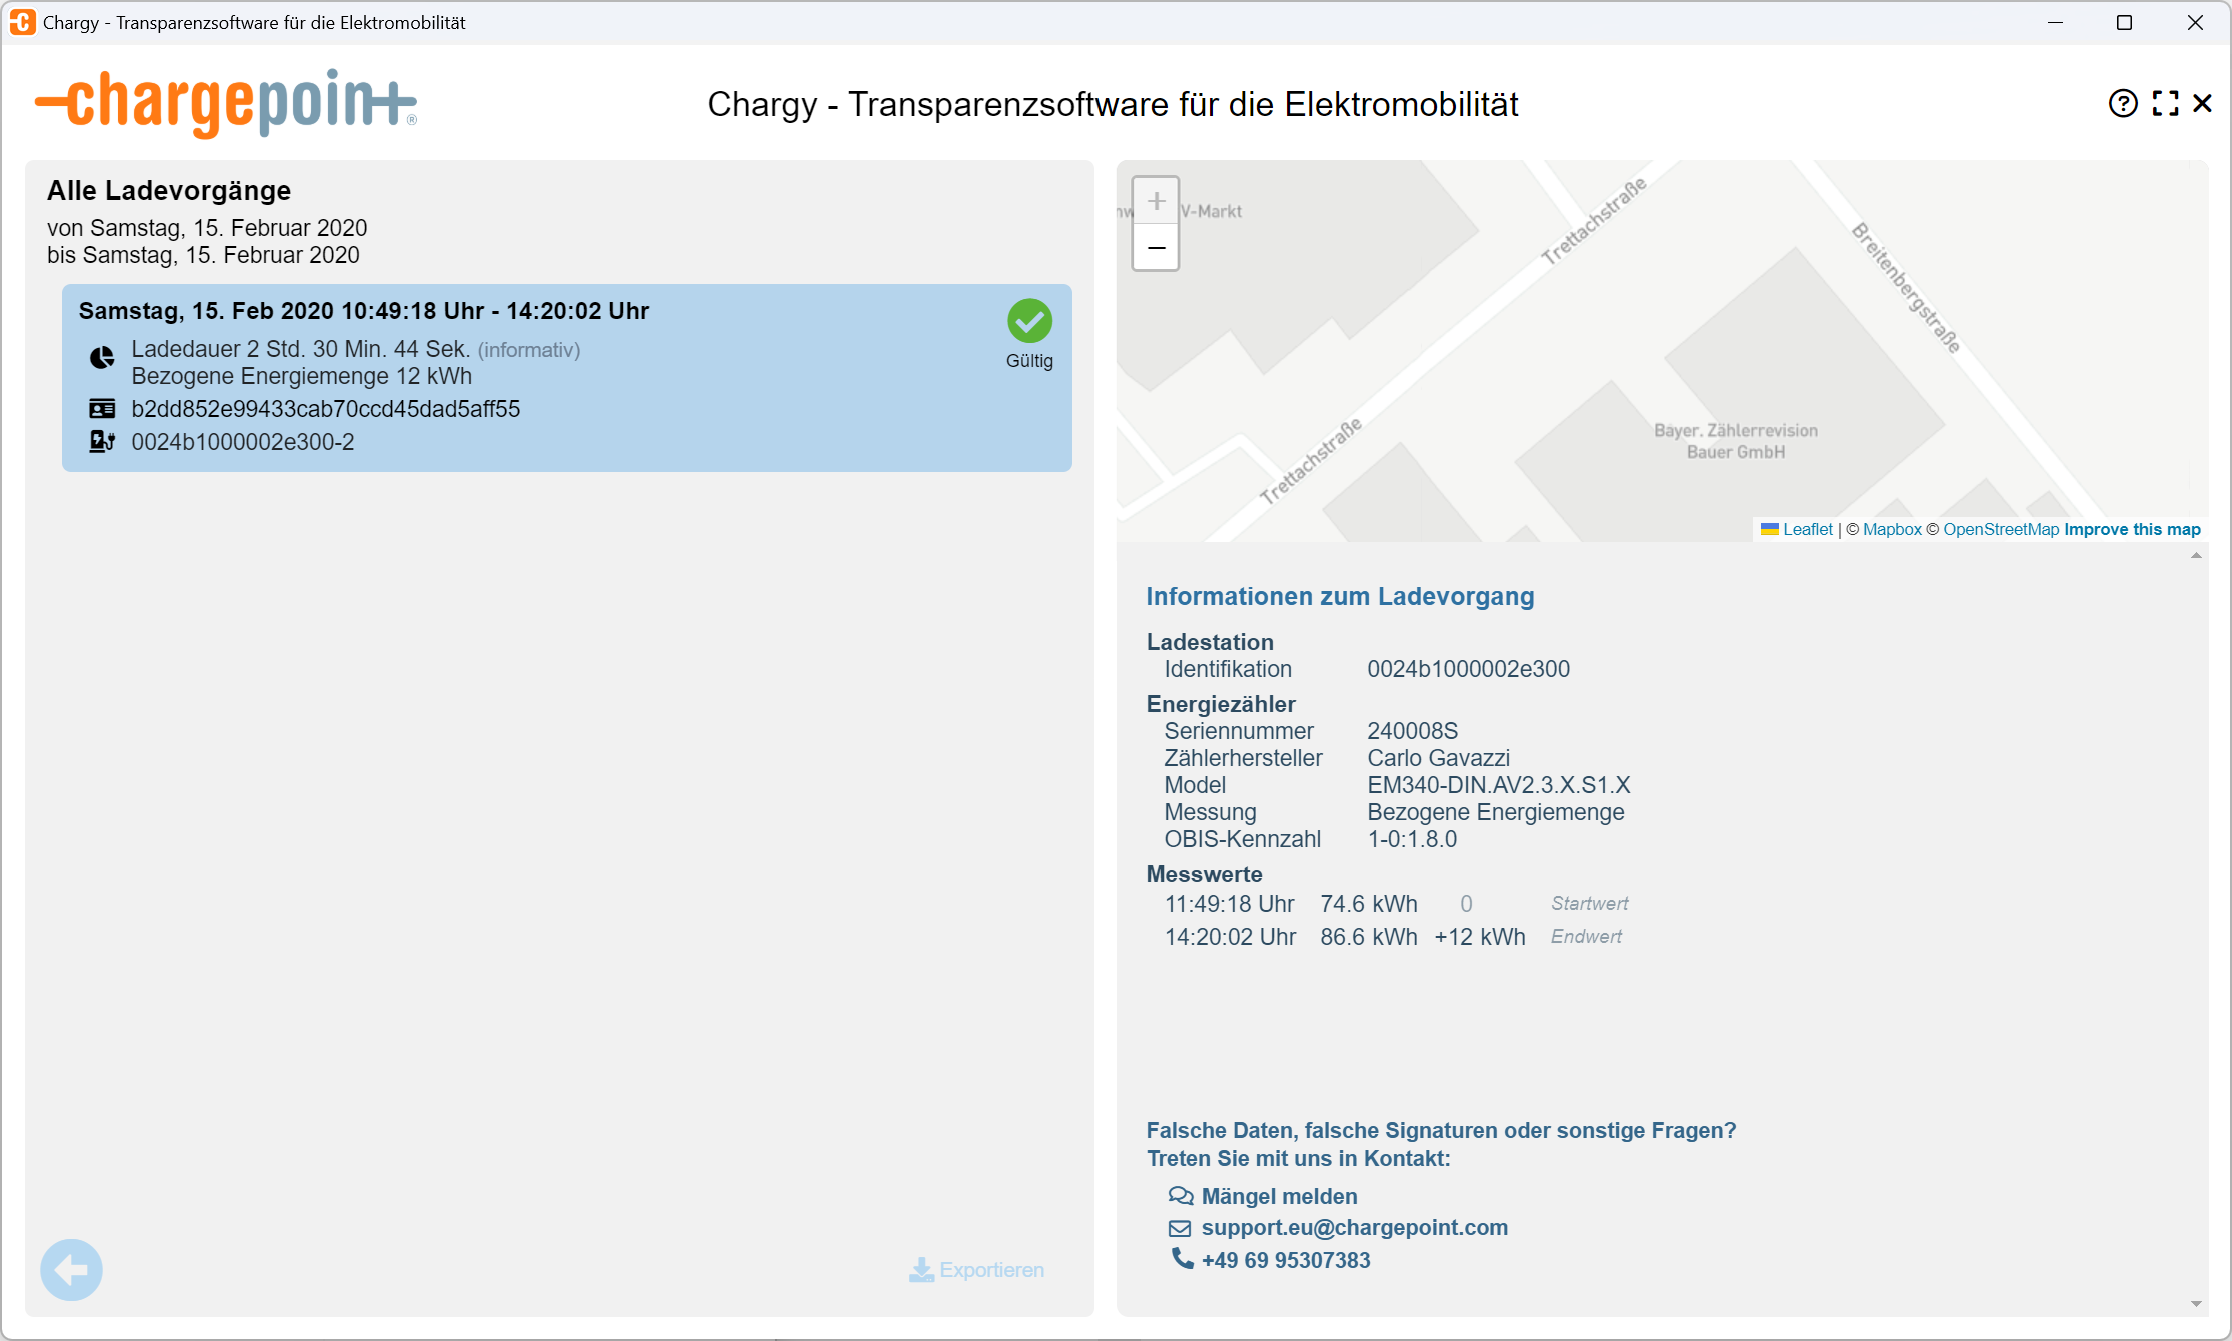 Chargy - Transparenzsoftware für die Elektromobilität
chargepoint®
Chargy - Transparenzsoftware für die Elektromobilität
Alle Ladevorgänge
von Samstag, 15. Februar 2020
bis Samstag, 15. Februar 2020
Samstag, 15. Feb 2020 10:49:18 Uhr - 14:20:02 Uhr
Ladedauer 2 Std. 30 Min. 44 Sek. (informativ)
Bezogene Energiemenge 12 kWh
Gültig
b2dd852e99433cab70ccd45dad5aff55
0024b1000002e300-2
Exportieren
V-Markt
Trettachstraße
Breitenbergstraße
Trettachstraße
Bayer. Zählerrevision
Bauer GmbH
Leaflet | © Mapbox © OpenStreetMap Improve this map
Informationen zum Ladevorgang
Ladestation
Identifikation 0024b1000002e300
Energiezähler
Seriennummer 240008S
Zählerhersteller Carlo Gavazzi
Model EM340-DIN.AV2.3.X.S1.X
Messung Bezogene Energiemenge
OBIS-Kennzahl 1-0:1.8.0
Messwerte
11:49:18 Uhr 74.6 kWh 0 Startwert
14:20:02 Uhr 86.6 kWh +12 kWh Endwert
Falsche Daten, falsche Signaturen oder sonstige Fragen?
Treten Sie mit uns in Kontakt:
Mängel melden
support.eu@chargepoint.com
+49 69 95307383